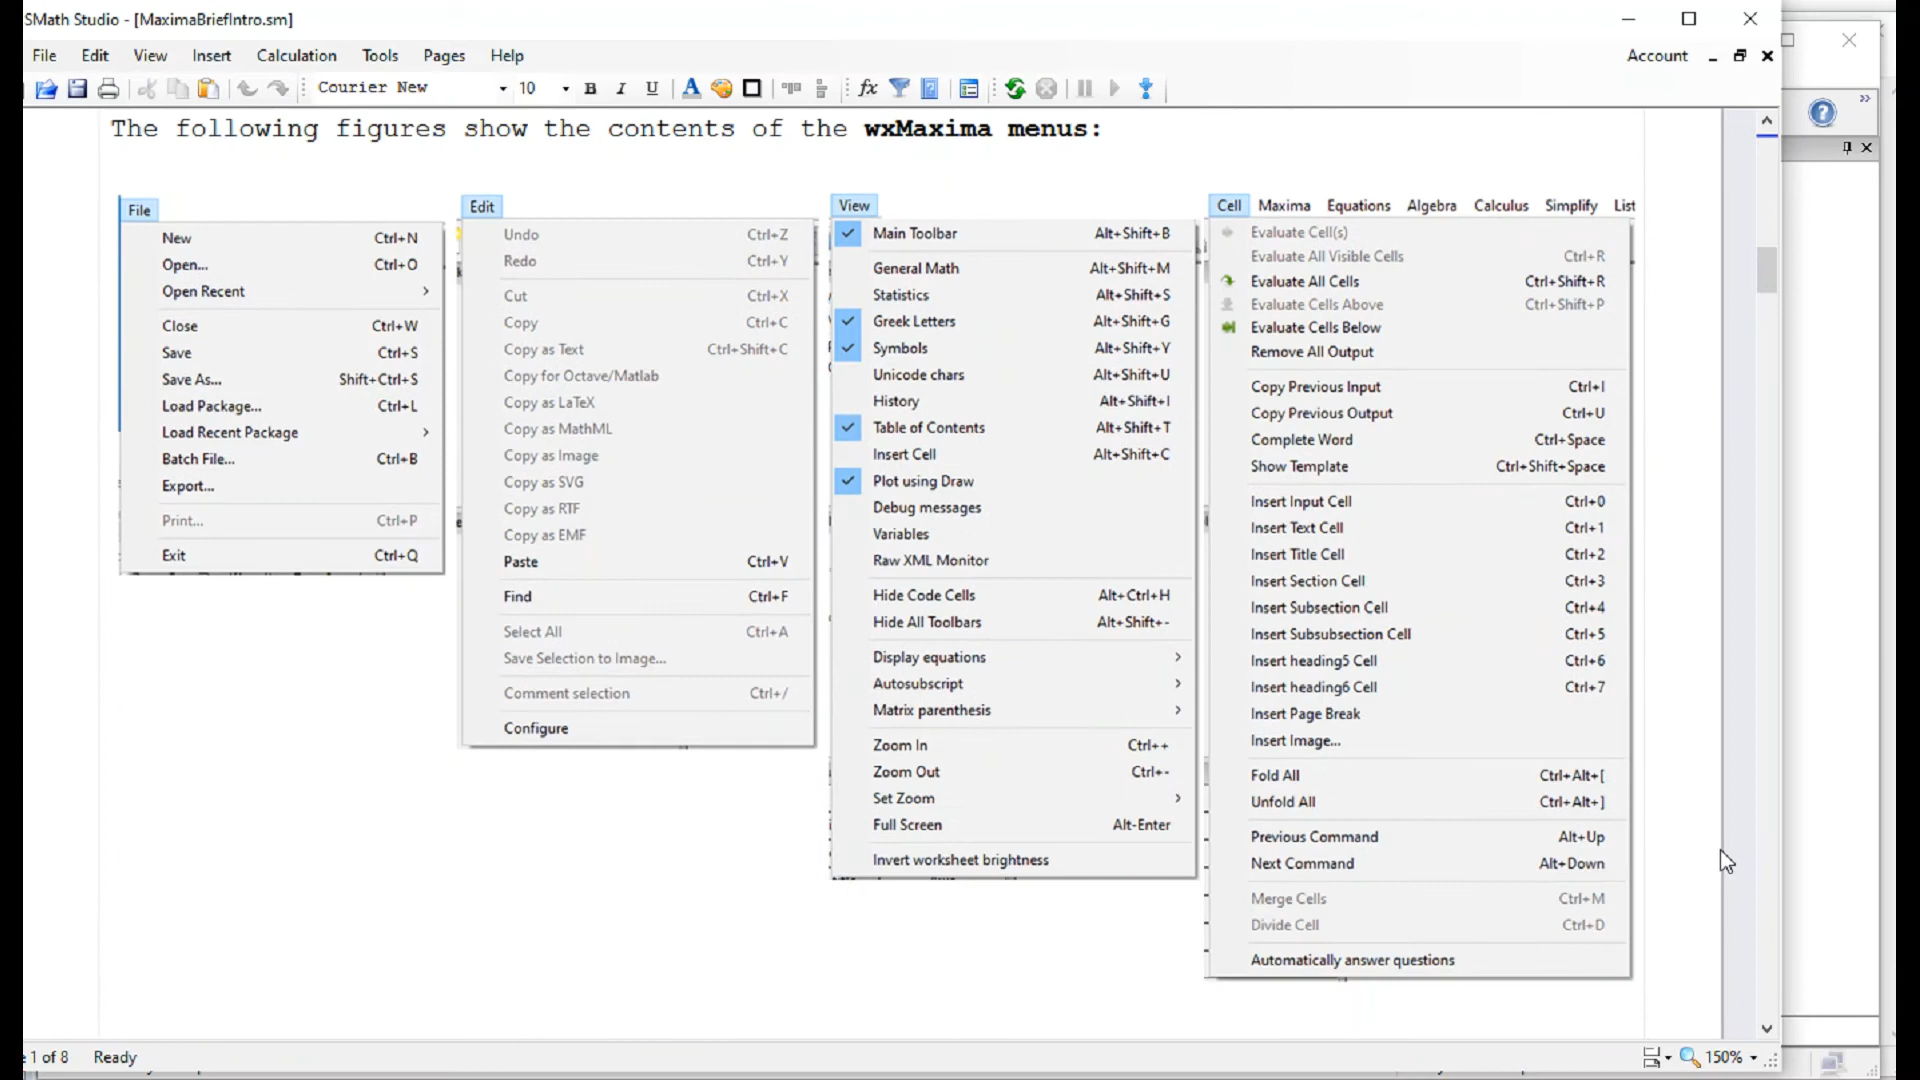 SMath Studio - [MaximaBriefIntro.sm]
File Edit View Insert Calculation Tools Pages Help Account
Courier New 10 B I U A fx
The following figures show the contents of the wxMaxima menus:
File
New Ctrl+N
Open... Ctrl+O
Open Recent >
Close Ctrl+W
Save Ctrl+S
Save As... Shift+Ctrl+S
Load Package... Ctrl+L
Load Recent Package >
Batch File... Ctrl+B
Export...
Print... Ctrl+P
Exit Ctrl+Q
Edit
Undo Ctrl+Z
Redo Ctrl+Y
Cut Ctrl+X
Copy Ctrl+C
Copy as Text Ctrl+Shift+C
Copy for Octave/Matlab
Copy as LaTeX
Copy as MathML
Copy as Image
Copy as SVG
Copy as RTF
Copy as EMF
Paste Ctrl+V
Find Ctrl+F
Select All Ctrl+A
Save Selection to Image...
Comment selection Ctrl+/
Configure
View
Main Toolbar Alt+Shift+B
General Math Alt+Shift+M
Statistics Alt+Shift+S
Greek Letters Alt+Shift+G
Symbols Alt+Shift+Y
Unicode chars Alt+Shift+U
History Alt+Shift+I
Table of Contents Alt+Shift+T
Insert Cell Alt+Shift+C
Plot using Draw
Debug messages
Variables
Raw XML Monitor
Hide Code Cells Alt+Ctrl+H
Hide All Toolbars Alt+Shift+-
Display equations >
Autosubscript >
Matrix parenthesis >
Zoom In Ctrl++
Zoom Out Ctrl+-
Set Zoom >
Full Screen Alt-Enter
Invert worksheet brightness
Cell Maxima Equations Algebra Calculus Simplify List
Evaluate Cell(s)
Evaluate All Visible Cells Ctrl+R
Evaluate All Cells Ctrl+Shift+R
Evaluate Cells Above Ctrl+Shift+P
Evaluate Cells Below
Remove All Output
Copy Previous Input Ctrl+I
Copy Previous Output Ctrl+U
Complete Word Ctrl+Space
Show Template Ctrl+Shift+Space
Insert Input Cell Ctrl+0
Insert Text Cell Ctrl+1
Insert Title Cell Ctrl+2
Insert Section Cell Ctrl+3
Insert Subsection Cell Ctrl+4
Insert Subsubsection Cell Ctrl+5
Insert heading5 Cell Ctrl+6
Insert heading6 Cell Ctrl+7
Insert Page Break
Insert Image...
Fold All Ctrl+Alt+[
Unfold All Ctrl+Alt+]
Previous Command Alt+Up
Next Command Alt+Down
Merge Cells Ctrl+M
Divide Cell Ctrl+D
Automatically answer questions
1 of 8 Ready 150%